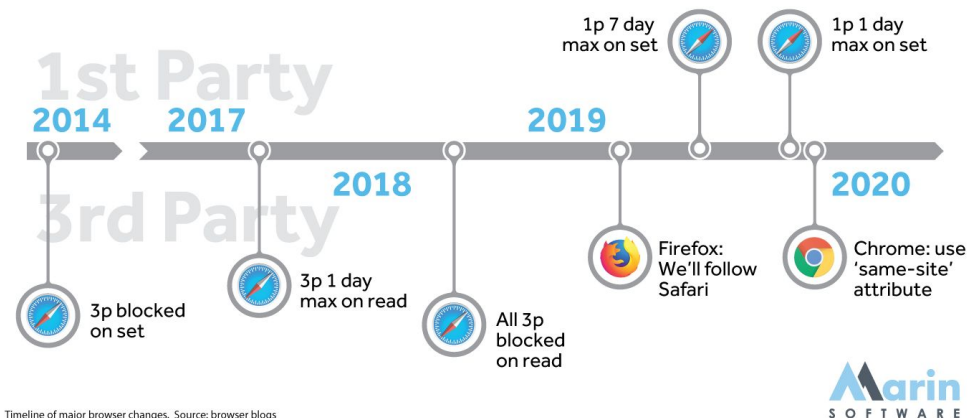 1st Party
3rd Party
2014
2017
2018
2019
2020
3p blocked
on set
3p 1 day
max on read
All 3p
blocked
on read
Firefox:
We'll follow
Safari
1p 7 day
max on set
1p 1 day
max on set
Chrome: use
'same-site'
attribute
Timeline of major browser changes. Source: browser blogs
Marin
SOFTWARE